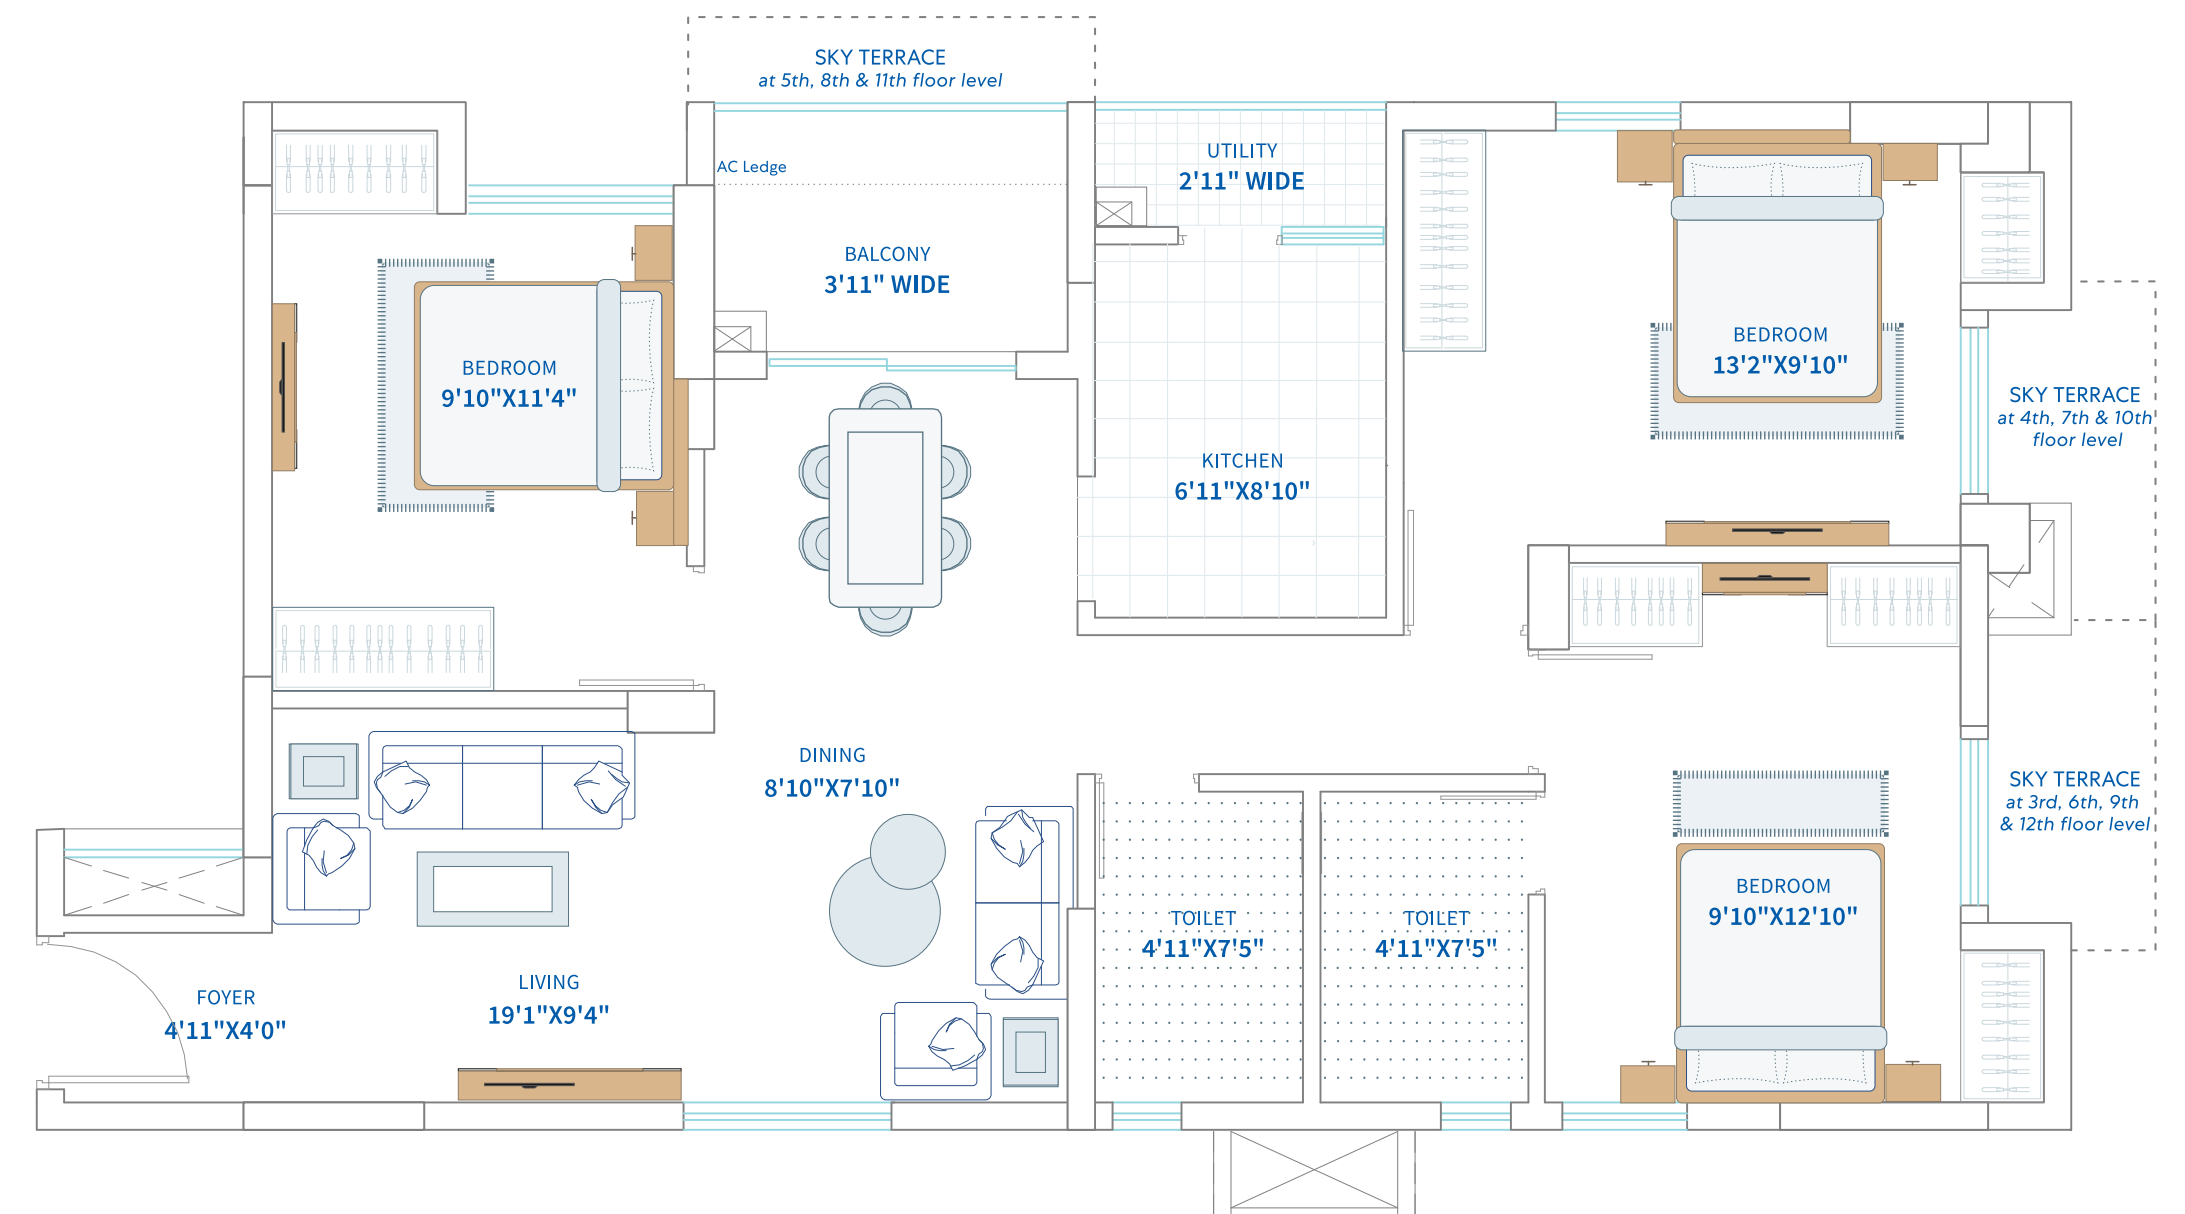 SKY TERRACE
at 5th, 8th & 11th floor level
AC Ledge
UTILITY
2'11" WIDE
BALCONY
3'11" WIDE
BEDROOM
9'10"X11'4"
BEDROOM
13'2"X9'10"
SKY TERRACE
at 4th, 7th & 10th
floor level
KITCHEN
6'11"X8'10"
DINING
8'10"X7'10"
SKY TERRACE
at 3rd, 6th, 9th
& 12th floor level
BEDROOM
9'10"X12'10"
TOILET
4'11"X7'5"
TOILET
4'11"X7'5"
LIVING
19'1"X9'4"
FOYER
4'11"X4'0"